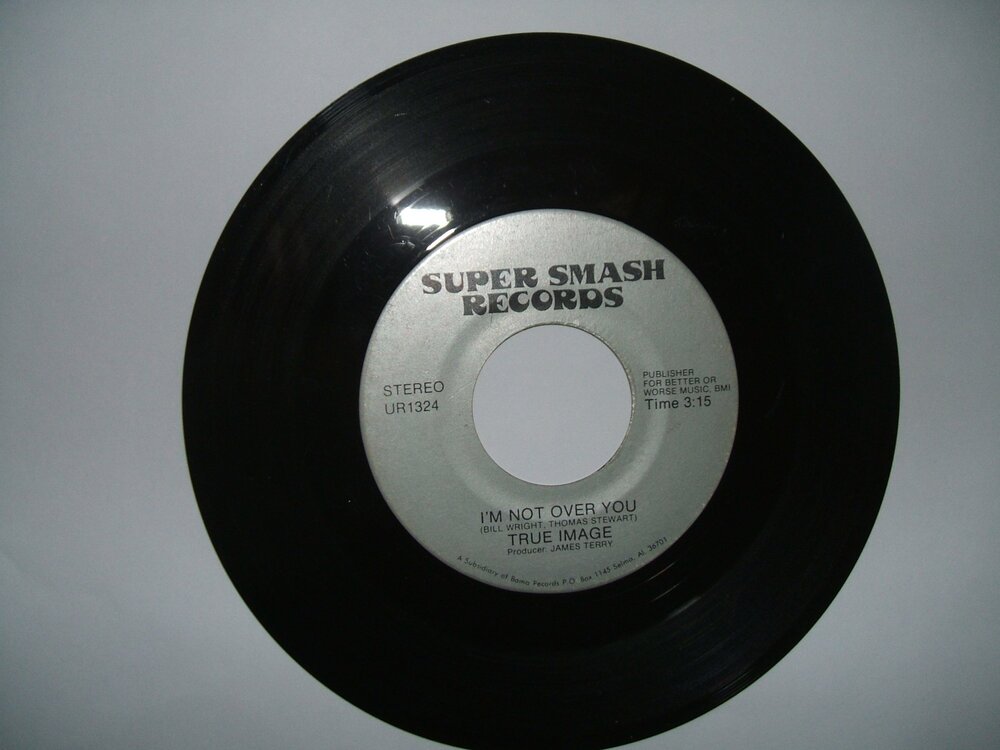 SUPER SMASH
RECORDS
STEREO
UR1324
PUBLISHER
FOR BETTER OR
WORSE MUSIC, BMI
Time 3:15
I'M NOT OVER YOU
(BILL WRIGHT, THOMAS STEWART)
TRUE IMAGE
Producer: JAMES TERRY
A Subsidiary of Bama Records P.O. Box 1145 Selma, Al. 36701